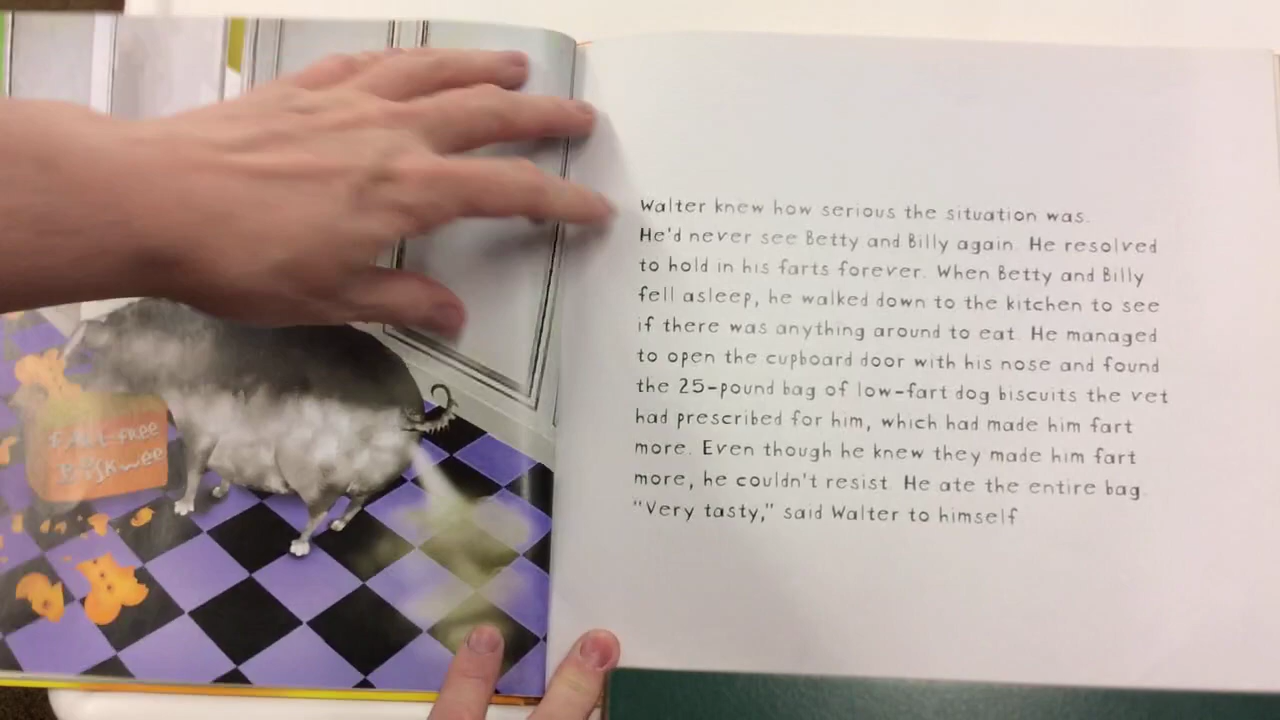 FART-FREE
BISKWEE
Walter knew how serious the situation was.
He'd never see Betty and Billy again. He resolved
to hold in his farts forever. When Betty and Billy
fell asleep, he walked down to the kitchen to see
if there was anything around to eat. He managed
to open the cupboard door with his nose and found
the 25-pound bag of low-fart dog biscuits the vet
had prescribed for him, which had made him fart
more. Even though he knew they made him fart
more, he couldn't resist. He ate the entire bag.
"Very tasty," said Walter to himself